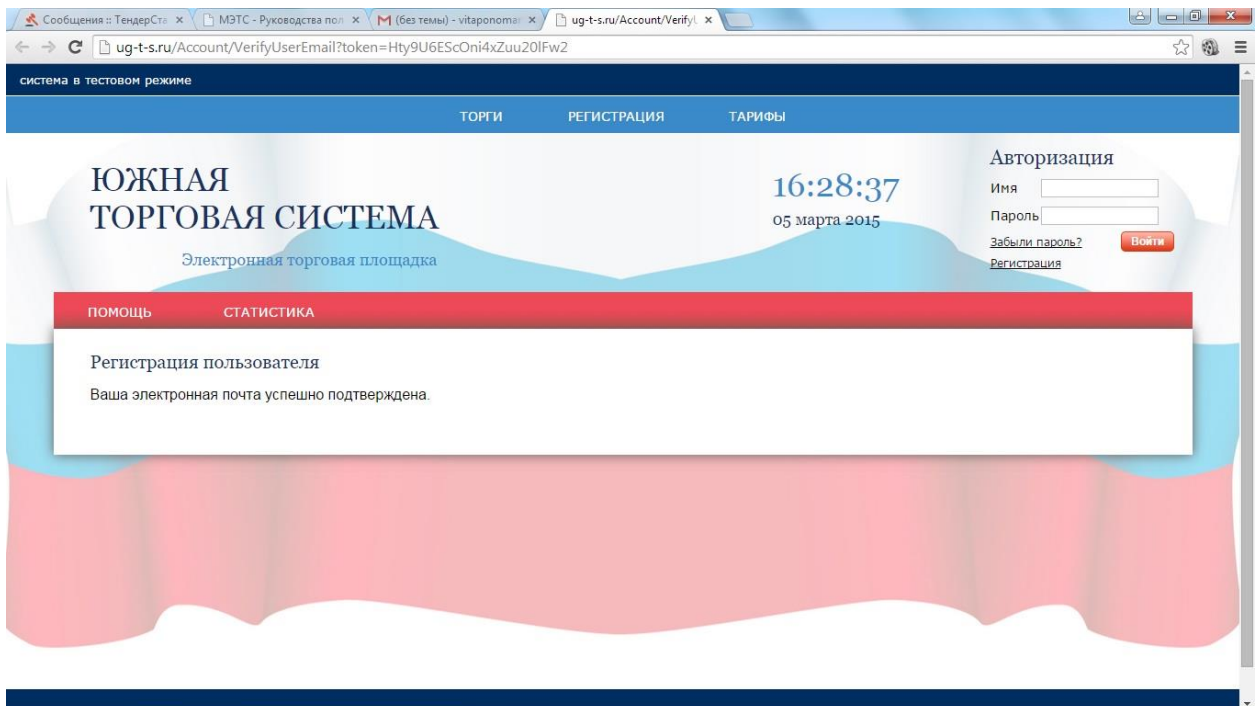 Сообщения :: ТендерСта
МЭТС - Руководства пол
(без темы) - vitaponomar
ug-t-s.ru/Account/VerifyU
ug-t-s.ru/Account/VerifyUserEmail?token=Hty9U6EScOni4xZuu20lFw2
система в тестовом режиме
ТОРГИ РЕГИСТРАЦИЯ ТАРИФЫ
ЮЖНАЯ
ТОРГОВАЯ СИСТЕМА
Электронная торговая площадка
16:28:37
05 марта 2015
Авторизация
Имя
Пароль
Забыли пароль? Войти
Регистрация
ПОМОЩЬ СТАТИСТИКА
Регистрация пользователя
Ваша электронная почта успешно подтверждена.